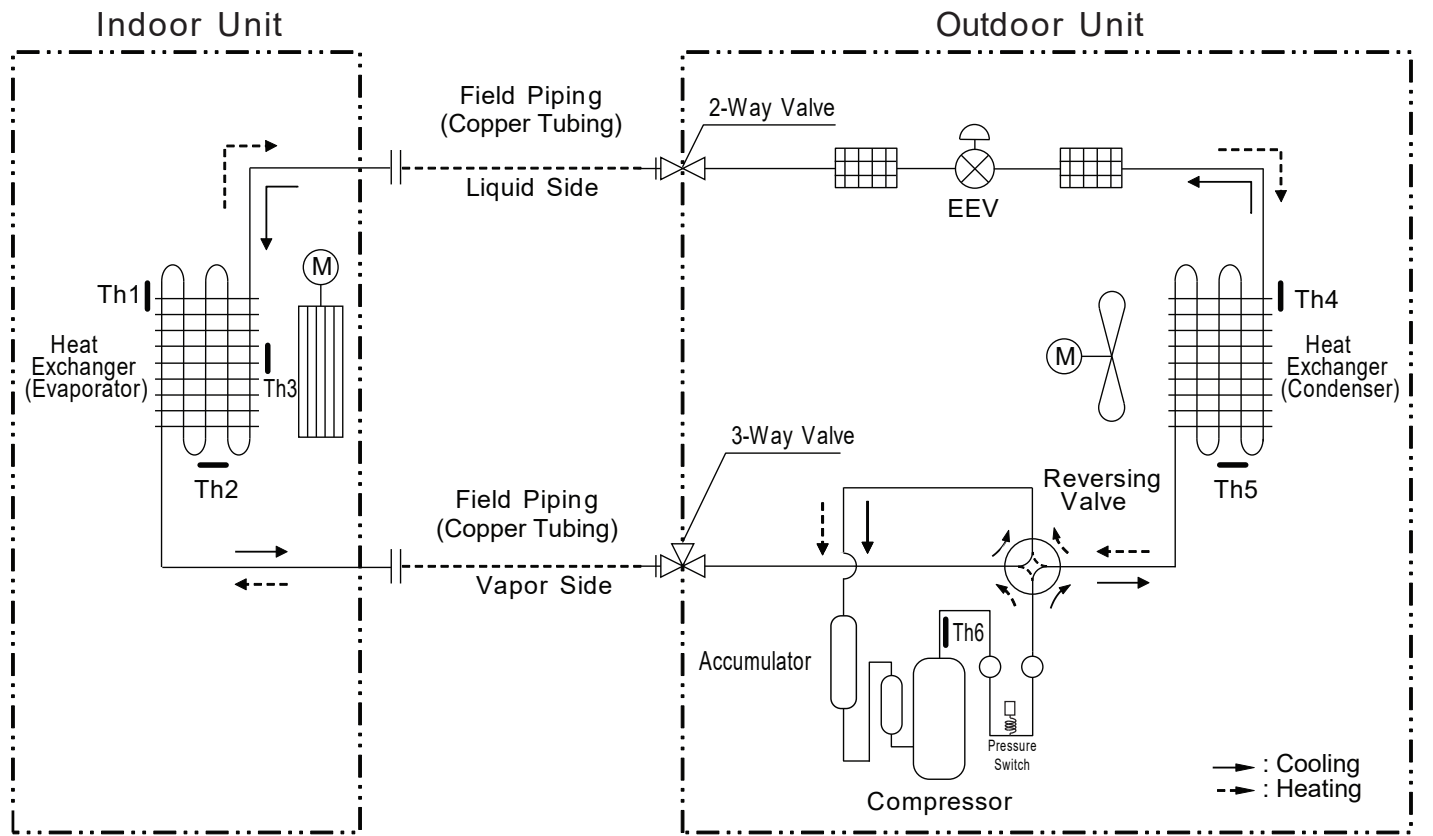 Indoor Unit
Outdoor Unit
Field Piping
(Copper Tubing)
2-Way Valve
Liquid Side
EEV
M
Th1
Th4
Heat
Exchanger
(Evaporator)
Th3
M
Heat
Exchanger
(Condenser)
3-Way Valve
Th2
Reversing
Valve
Th5
Field Piping
(Copper Tubing)
Vapor Side
Th6
Accumulator
Pressure
Switch
Compressor
: Cooling
: Heating